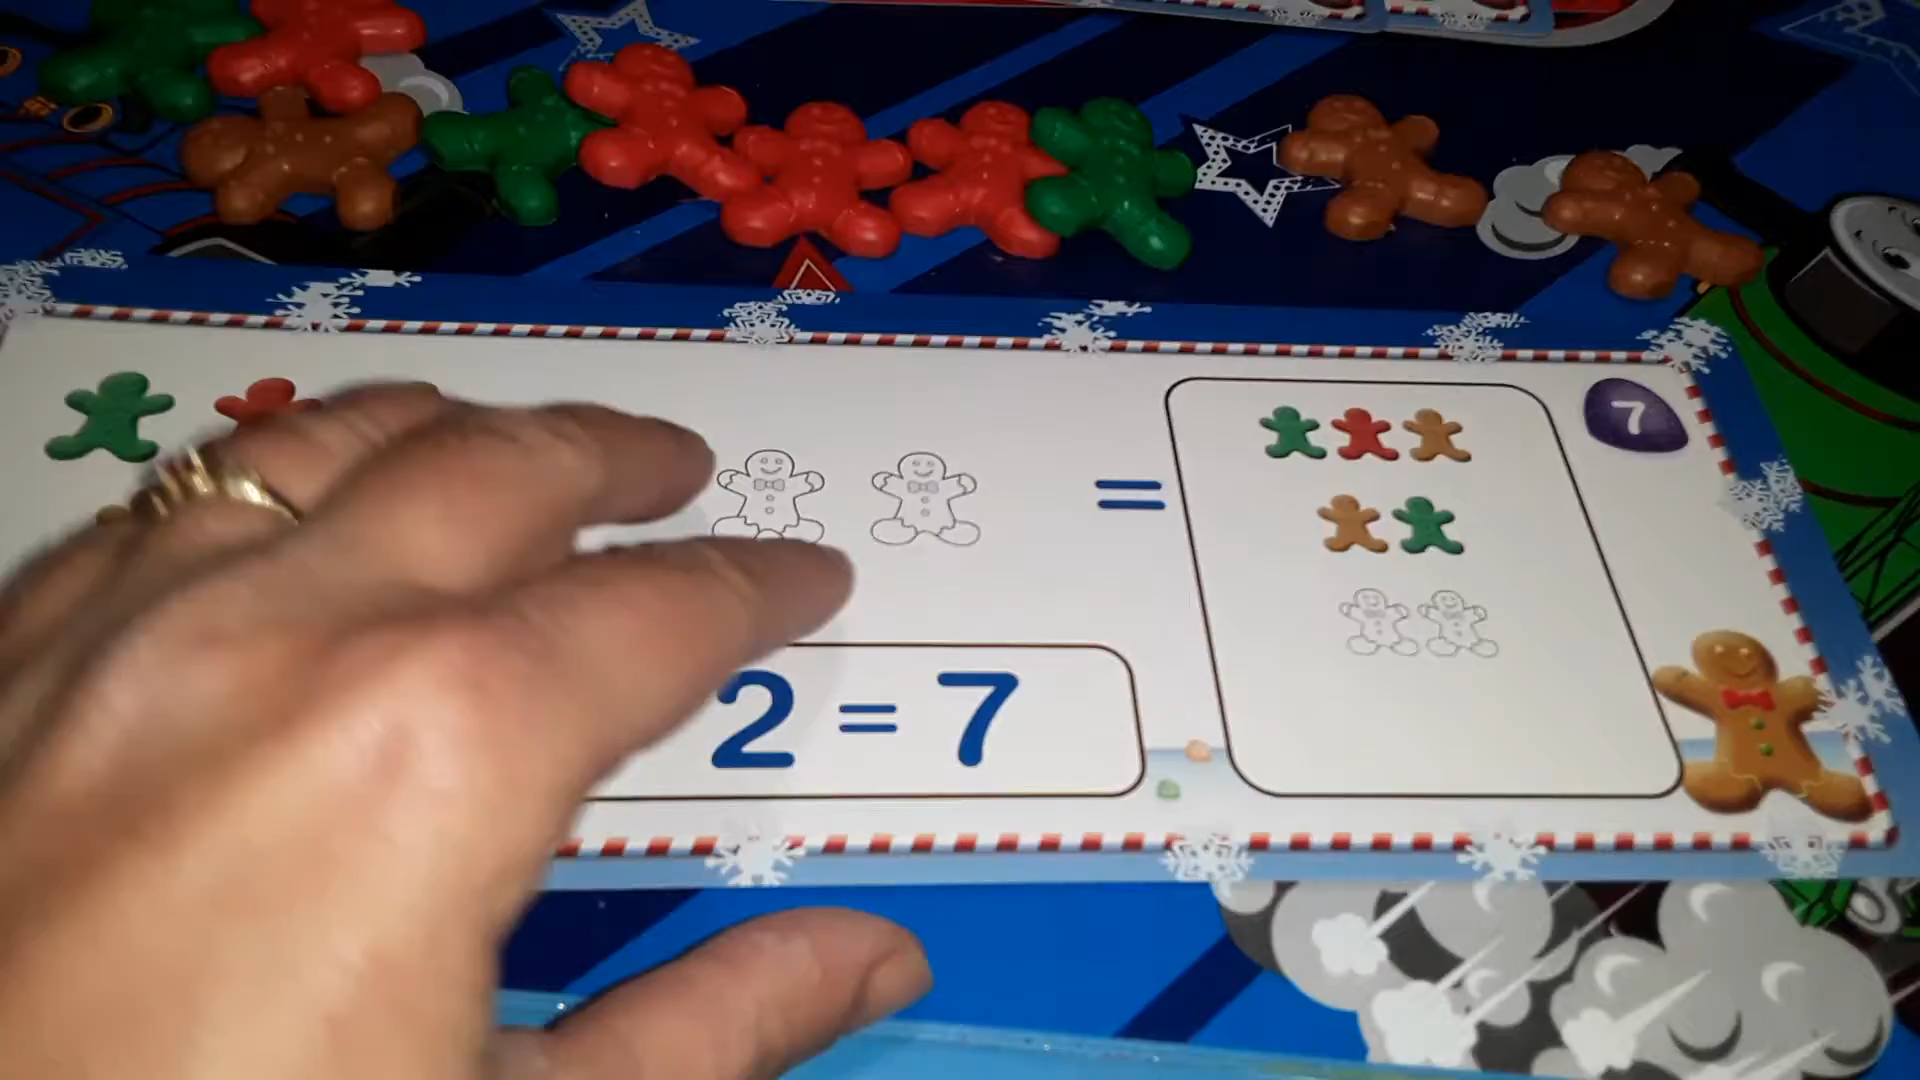 7
=
2 = 7